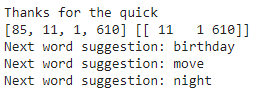 Thanks for the quick
[85, 11, 1, 610] [[ 11   1 610]]
Next word suggestion: birthday
Next word suggestion: move
Next word suggestion: night